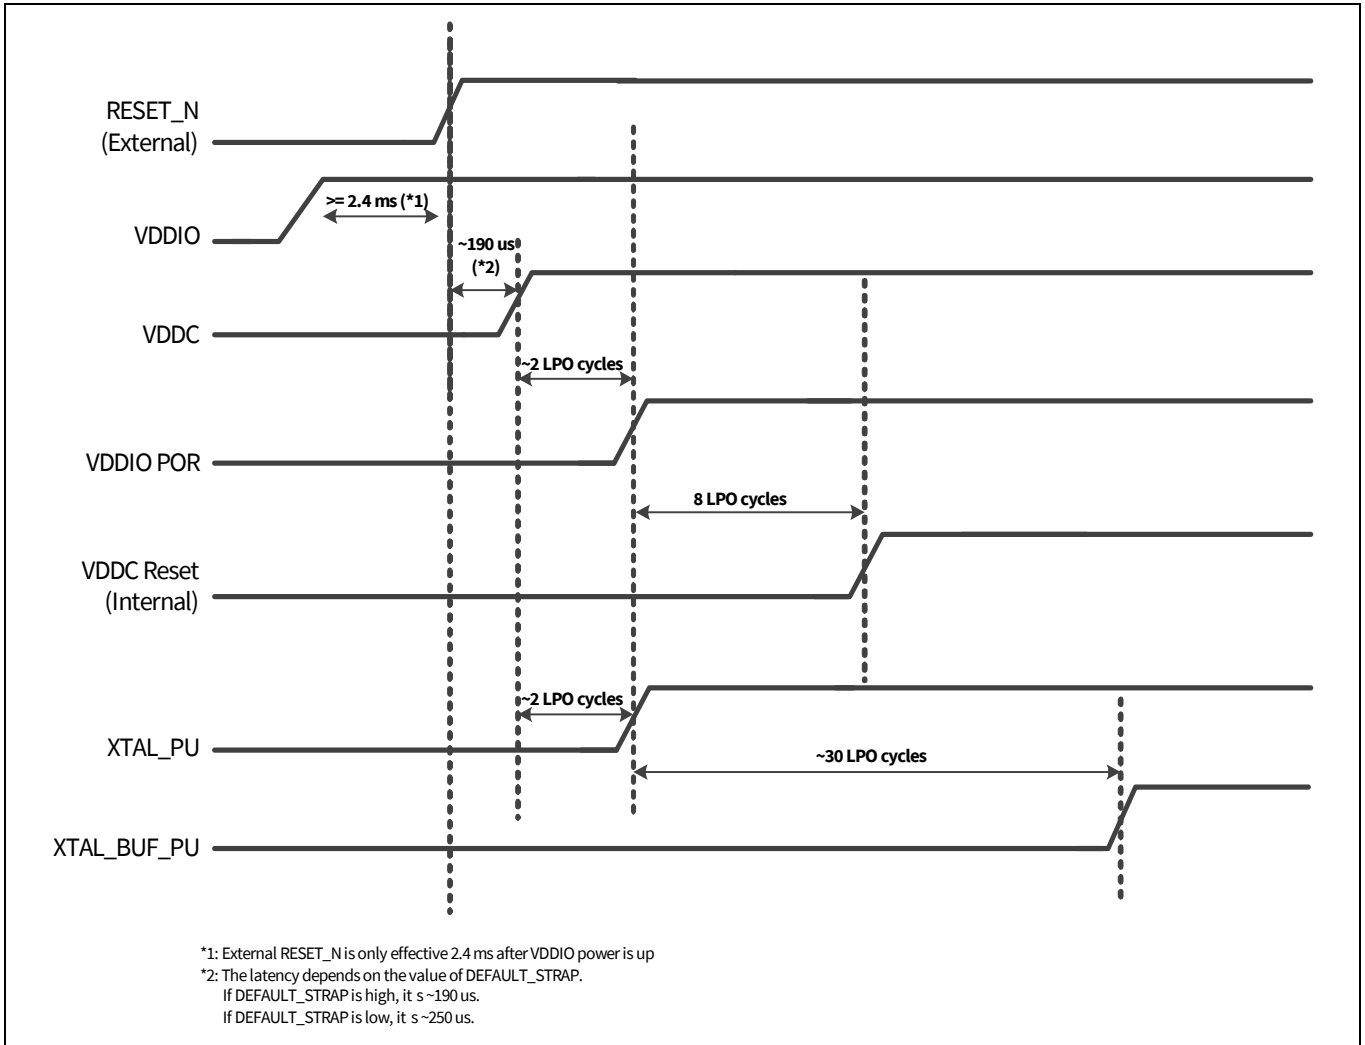 RESET_N
(External)
>= 2.4 ms (*1)
VDDIO
~190 us
(*2)
VDDC
~2 LPO cycles
VDDIO POR
8 LPO cycles
VDDC Reset
(Internal)
~2 LPO cycles
XTAL_PU
~30 LPO cycles
XTAL_BUF_PU
*1: External RESET_N is only effective 2.4 ms after VDDIO power is up
*2: The latency depends on the value of DEFAULT_STRAP.
If DEFAULT_STRAP is high, it s ~190 us.
If DEFAULT_STRAP is low, it s ~250 us.